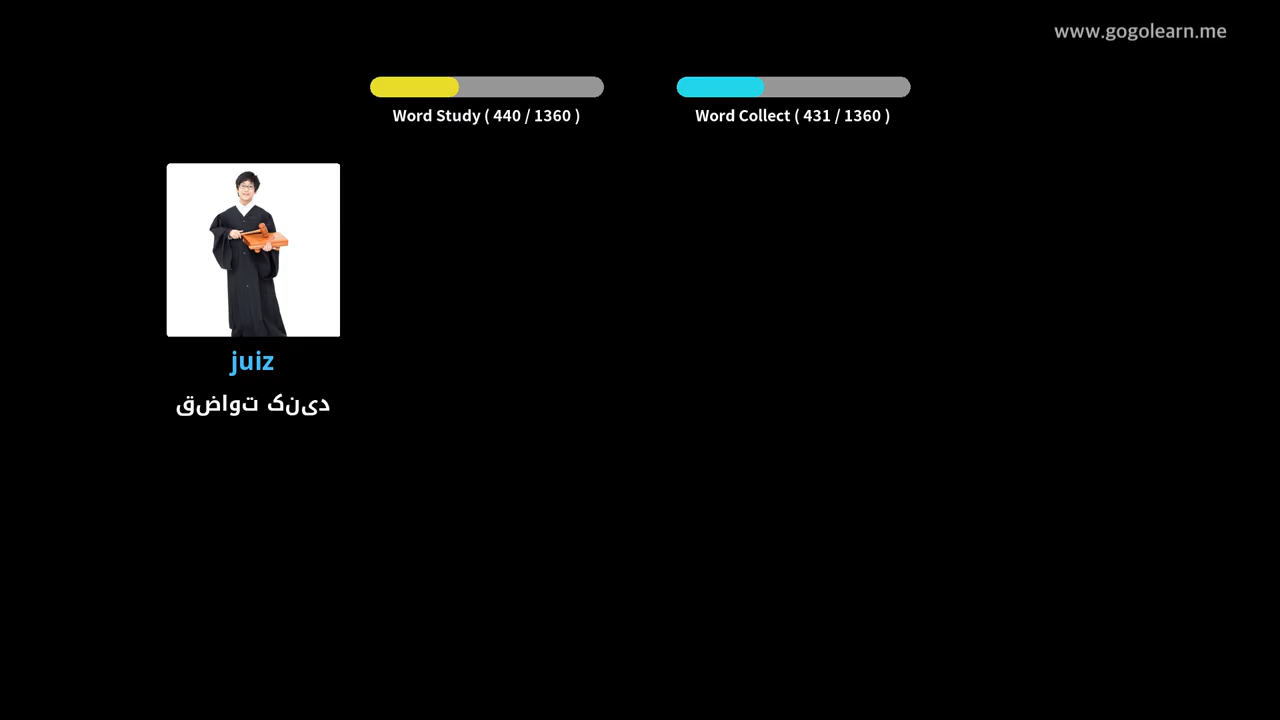 www.gogolearn.me
Word Study ( 440 / 1360 )
Word Collect ( 431 / 1360 )
juiz
قضاوت کنید